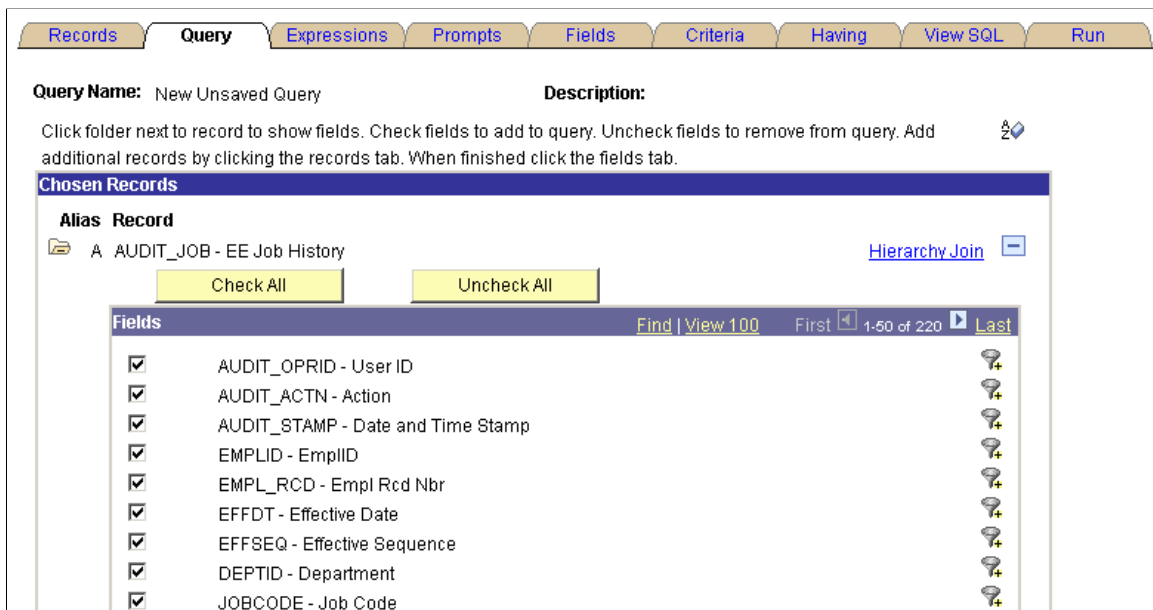 Records Query Expressions Prompts Fields Criteria Having View SQL Run
Query Name: New Unsaved Query Description:
Click folder next to record to show fields. Check fields to add to query. Uncheck fields to remove from query. Add
additional records by clicking the records tab. When finished click the fields tab.
Chosen Records
Alias Record
A AUDIT_JOB - EE Job History Hierarchy Join
Check All Uncheck All
Fields Find | View 100 First 1-50 of 220 Last
AUDIT_OPRID - User ID
AUDIT_ACTN - Action
AUDIT_STAMP - Date and Time Stamp
EMPLID - EmplID
EMPL_RCD - Empl Rcd Nbr
EFFDT - Effective Date
EFFSEQ - Effective Sequence
DEPTID - Department
JOBCODE - Job Code